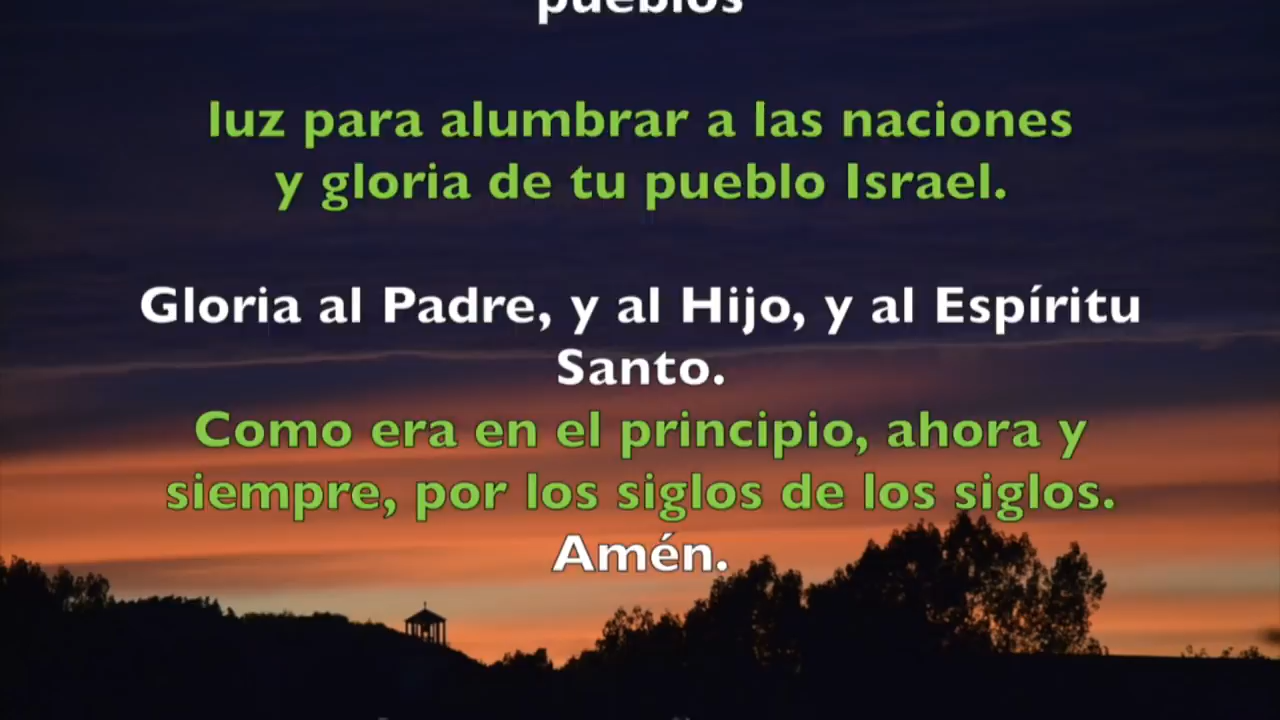 pueblos
luz para alumbrar a las naciones
y gloria de tu pueblo Israel.
Gloria al Padre, y al Hijo, y al Espíritu
Santo.
Como era en el principio, ahora y
siempre, por los siglos de los siglos.
Amén.